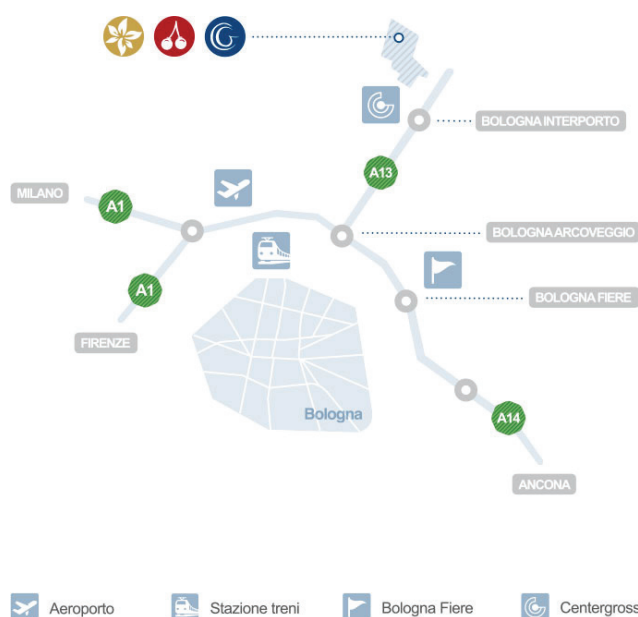 BOLOGNA INTERPORTO
A13
MILANO
A1
BOLOGNA ARCOVEGGIO
A1
BOLOGNA FIERE
FIRENZE
Bologna
A14
ANCONA
Aeroporto
Stazione treni
Bologna Fiere
Centergross